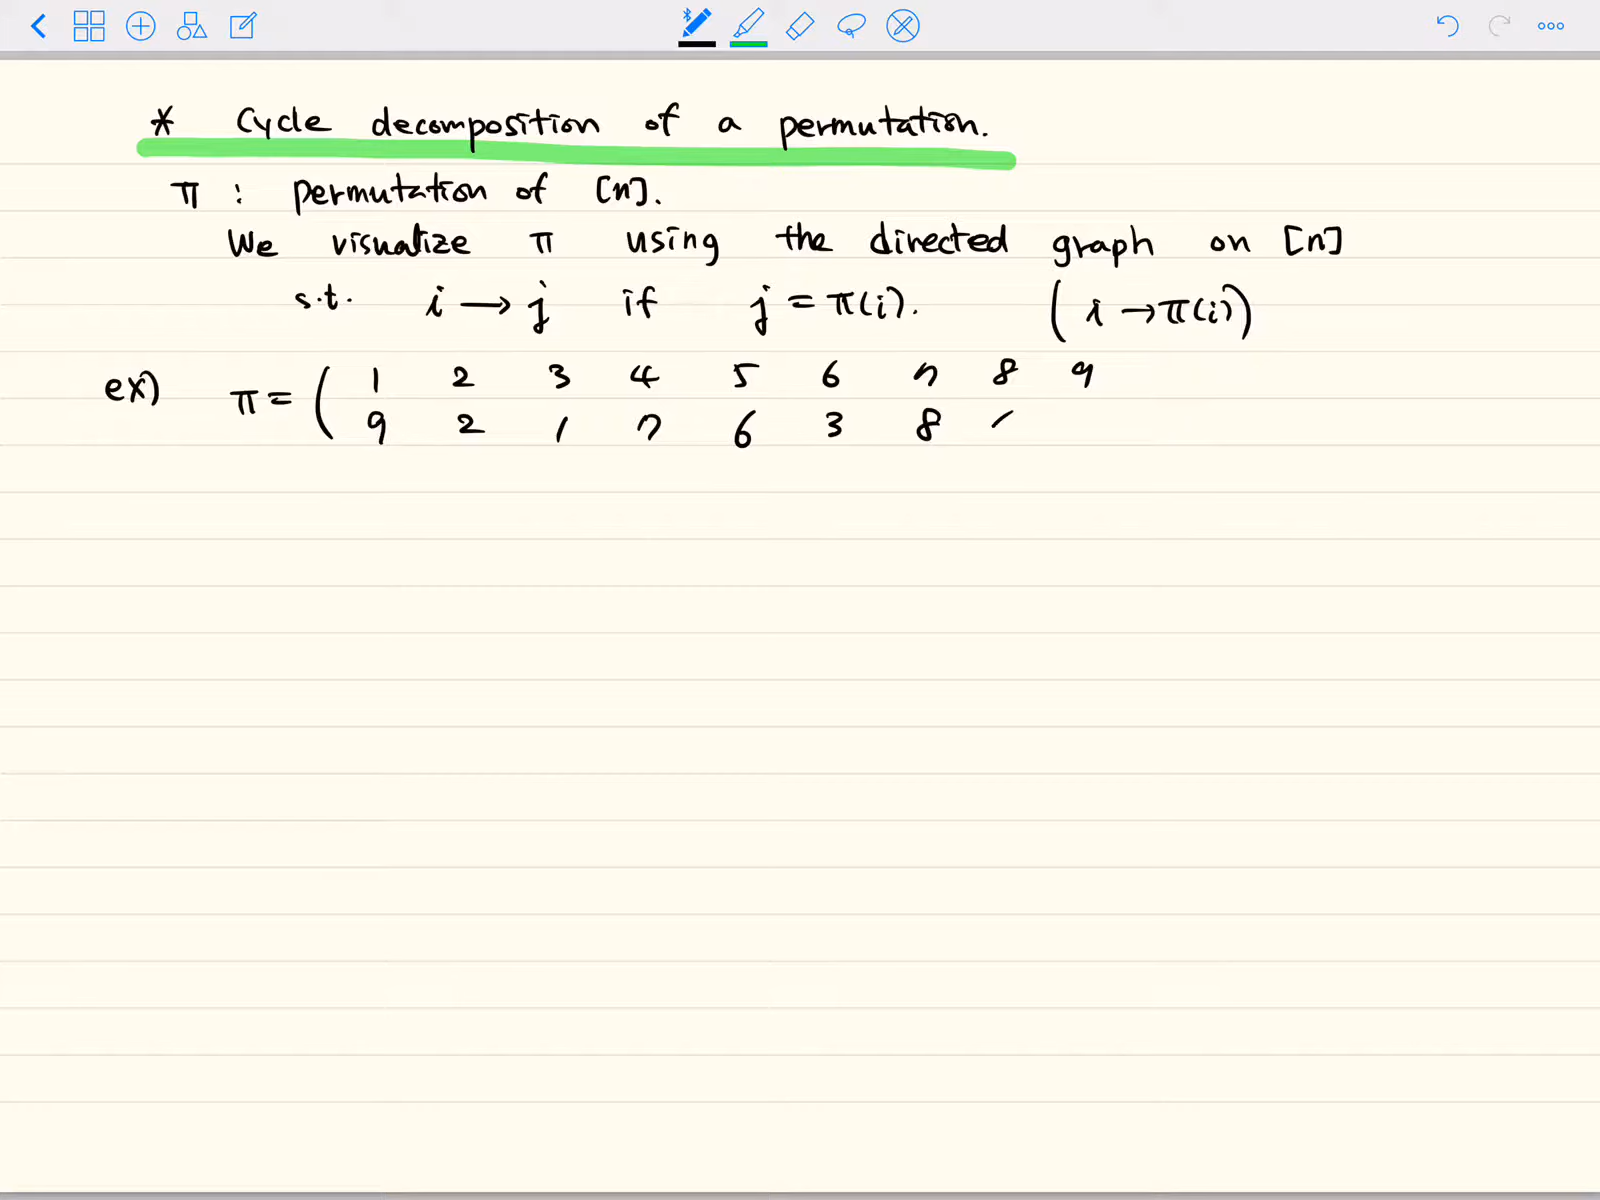 * Cycle decomposition of a permutation.
π : permutation of [n].
We visualize π using the directed graph on [n]
s.t. i → j if j = π(i). ( i → π(i) )
ex) π = ( 1 2 3 4 5 6 7 8 9
9 2 1 7 6 3 8